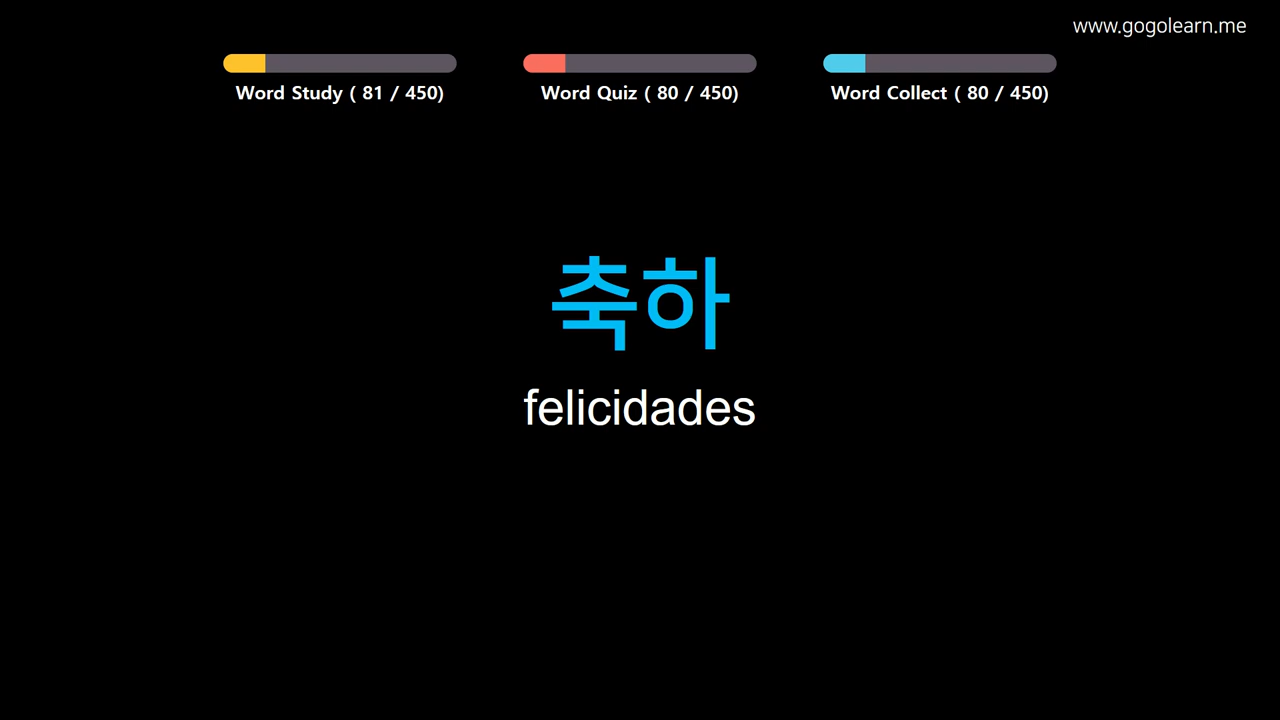 www.gogolearn.me
Word Study ( 81 / 450)
Word Quiz ( 80 / 450)
Word Collect ( 80 / 450)
축하
felicidades